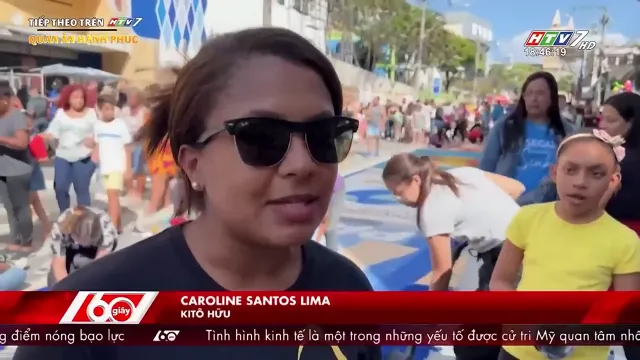 TIẾP THEO TRÊN HTV7
QUÁN ĂN HẠNH PHÚC
HTV7 HD
18:46:19
60 giây
CAROLINE SANTOS LIMA
KITÔ HỮU
g điểm nóng bạo lực 60 Tình hình kinh tế là một trong những yếu tố được cử tri Mỹ quan tâm nhấ